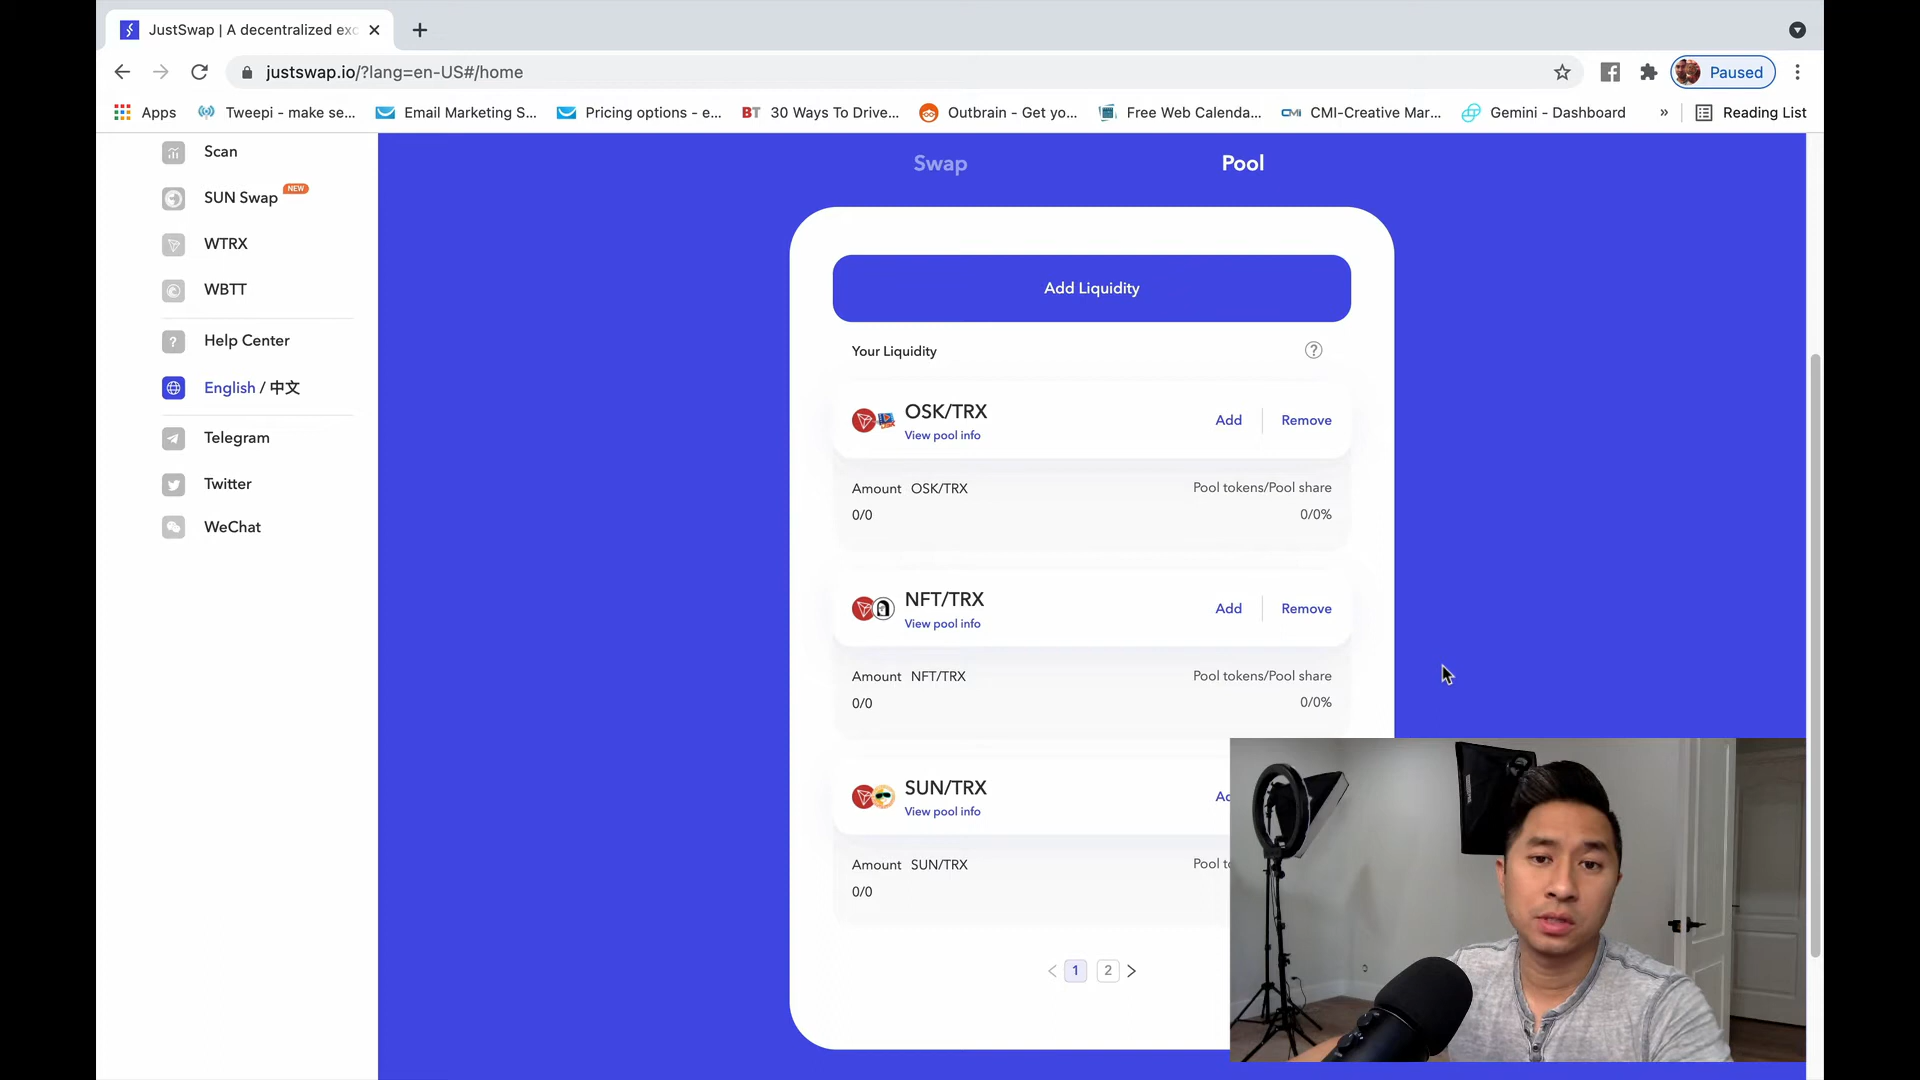 JustSwap | A decentralized exc
justswap.io/?lang=en-US#/home
Paused
Apps
Tweepi - make se...
Email Marketing S...
Pricing options - e...
BT 30 Ways To Drive...
Outbrain - Get yo...
Free Web Calenda...
CMI CMI-Creative Mar...
Gemini - Dashboard
»
Reading List
Scan
SUN Swap NEW
WTRX
WBTT
Help Center
English / 中文
Telegram
Twitter
WeChat
Swap
Pool
Add Liquidity
Your Liquidity ?
OSK/TRX
View pool info
Add
Remove
Amount OSK/TRX
Pool tokens/Pool share
0/0
0/0%
NFT/TRX
View pool info
Add
Remove
Amount NFT/TRX
Pool tokens/Pool share
0/0
0/0%
SUN/TRX
View pool info
Ad
Amount SUN/TRX
Pool to
0/0
< 1 2 >